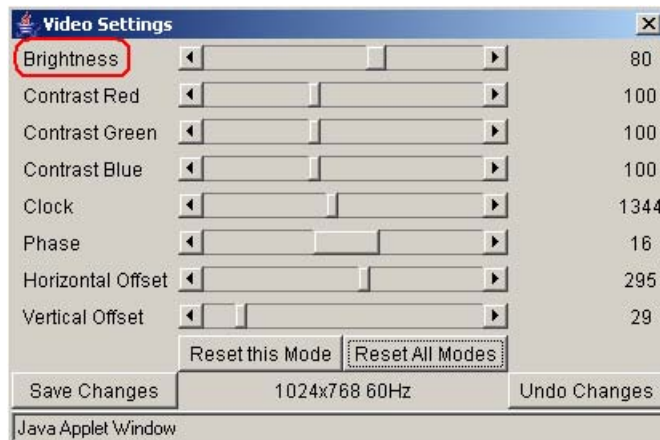 Video Settings
Brightness 80
Contrast Red 100
Contrast Green 100
Contrast Blue 100
Clock 1344
Phase 16
Horizontal Offset 295
Vertical Offset 29
Reset this Mode Reset All Modes
Save Changes 1024x768 60Hz Undo Changes
Java Applet Window